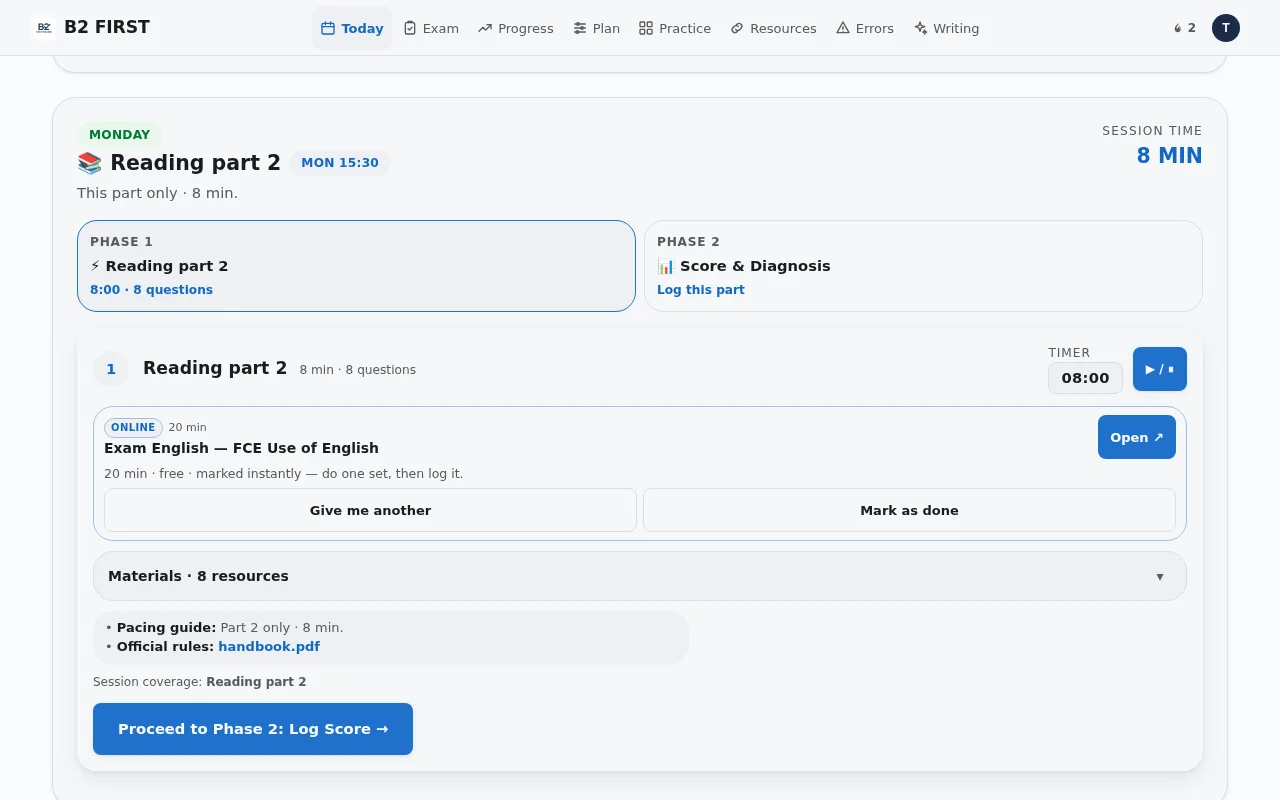 B2 B2 FIRST
Today
Exam
Progress
Plan
Practice
Resources
Errors
Writing
2
T
MONDAY
📚 Reading part 2 MON 15:30
This part only · 8 min.
SESSION TIME
8 MIN
PHASE 1
⚡ Reading part 2
8:00 · 8 questions
PHASE 2
📊 Score & Diagnosis
Log this part
1 Reading part 2 8 min · 8 questions
TIMER
08:00
▶ / ⏸
ONLINE 20 min
Exam English — FCE Use of English
20 min · free · marked instantly — do one set, then log it.
Open ↗
Give me another
Mark as done
Materials · 8 resources ▼
• Pacing guide: Part 2 only · 8 min.
• Official rules: handbook.pdf
Session coverage: Reading part 2
Proceed to Phase 2: Log Score →